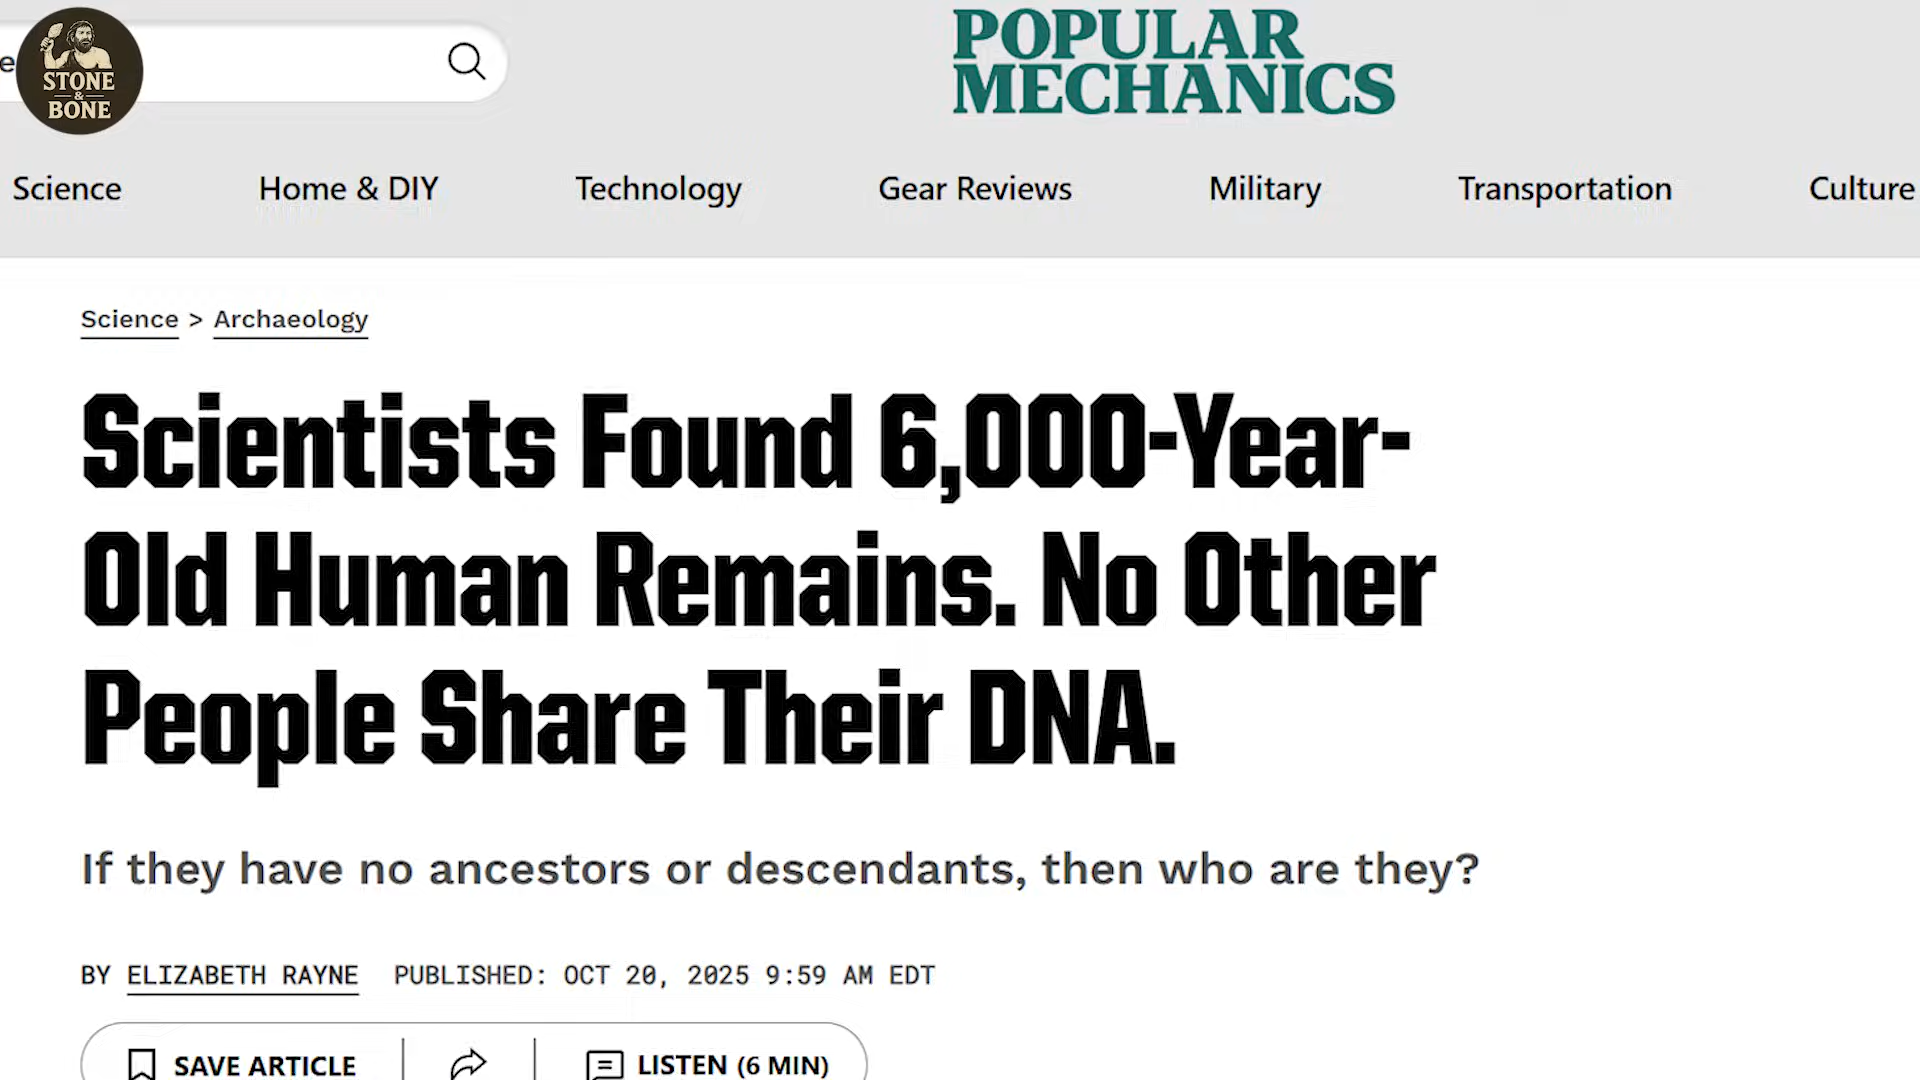 e
STONE
&
BONE
POPULAR
MECHANICS
Science Home & DIY Technology Gear Reviews Military Transportation Culture
Science > Archaeology
Scientists Found 6,000-Year-
Old Human Remains. No Other
People Share Their DNA.
If they have no ancestors or descendants, then who are they?
BY ELIZABETH RAYNE PUBLISHED: OCT 20, 2025 9:59 AM EDT
SAVE ARTICLE LISTEN (6 MIN)